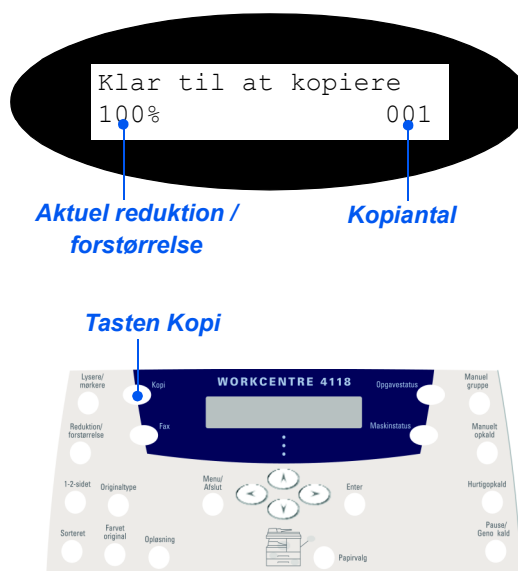 Klar til at kopiere
100% 001
Aktuel reduktion /
forstørrelse
Kopiantal
Tasten Kopi
Lysere/
mørkere
Kopi
WORKCENTRE 4118
Opgavestatus
Manuel
gruppe
Reduktion/
forstørrelse
Fax
Maskinstatus
Manuelt
opkald
1-2-sidet
Originaltype
Menu/
Afslut
Enter
Hurtigopkald
Sorteret
Farvet
original
Opløsning
Papirvalg
Pause/
Geno kald